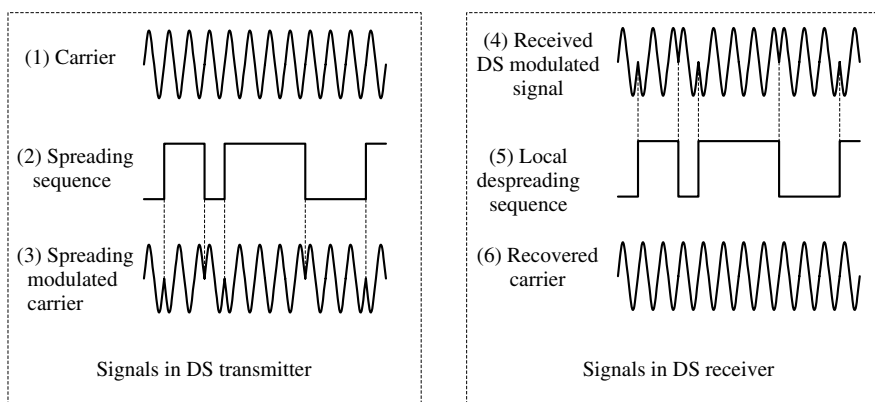 (1) Carrier
(2) Spreading
sequence
(3) Spreading
modulated
carrier
Signals in DS transmitter
(4) Received
DS modulated
signal
(5) Local
despreading
sequence
(6) Recovered
carrier
Signals in DS receiver